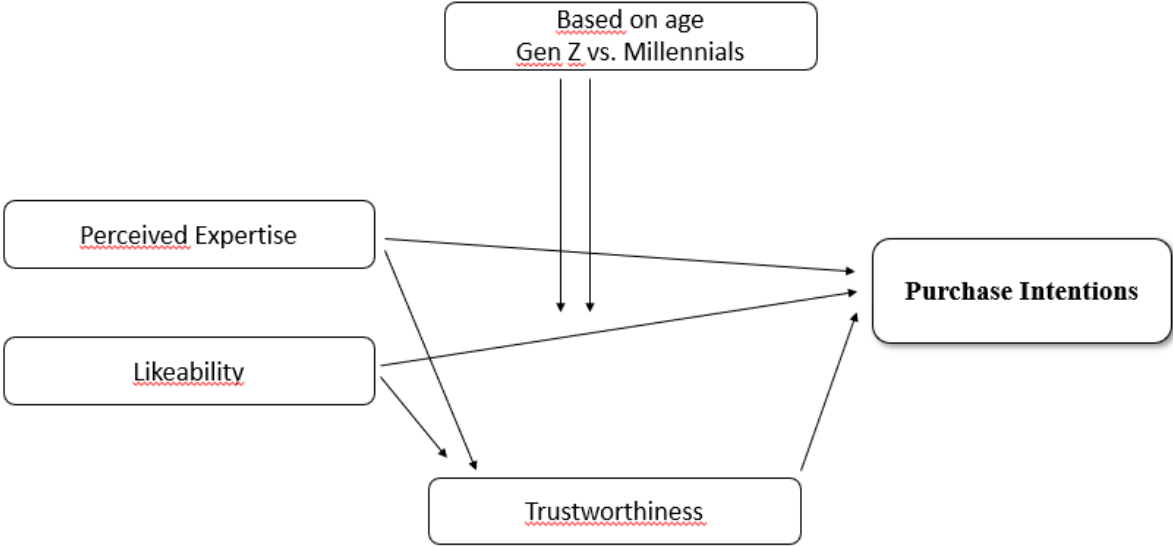 Based on age
Gen Z vs. Millennials
Perceived Expertise
Purchase Intentions
Likeability
Trustworthiness